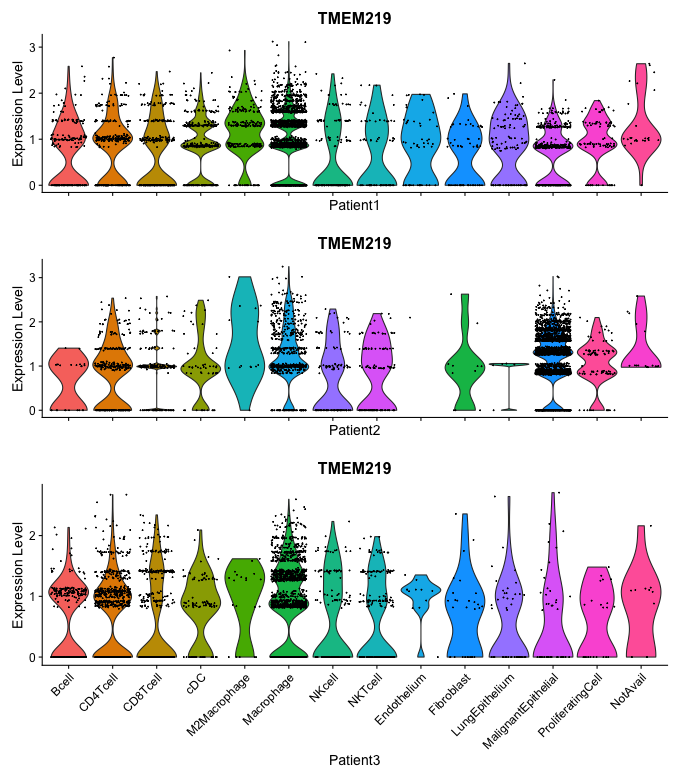 TMEM219
Expression Level
3
2
1
0
Patient1
TMEM219
Expression Level
3
2
1
0
Patient2
TMEM219
Expression Level
2
1
0
Bcell
CD4Tcell
CD8Tcell
cDC
M2Macrophage
Macrophage
NKcell
NKTcell
Endothelium
Fibroblast
LungEpithelium
MalignantEpithelial
ProliferatingCell
NotAvail
Patient3